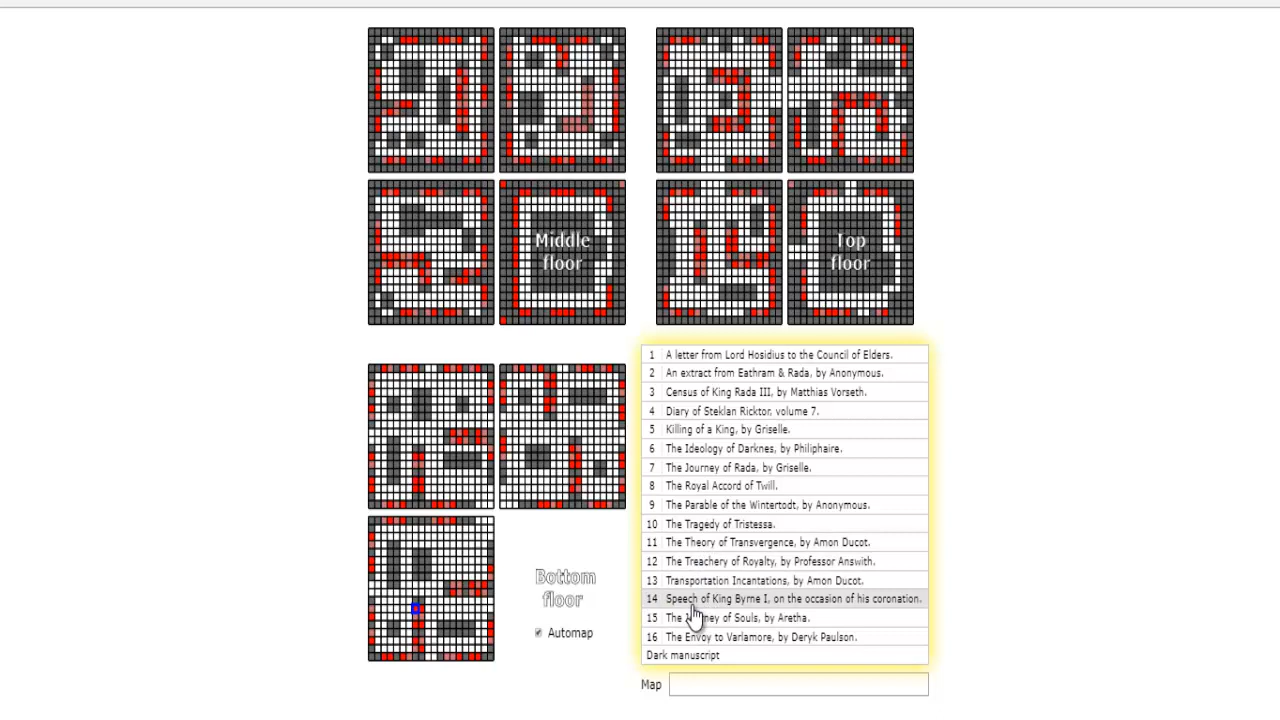 Middle
floor
Top
floor
1 A letter from Lord Hosidius to the Council of Elders.
2 An extract from Eathram & Rada, by Anonymous.
3 Census of King Rada III, by Matthias Vorseth.
4 Diary of Steklan Ricktor, volume 7.
5 Killing of a King, by Griselle.
6 The Ideology of Darknes, by Philiphaire.
7 The Journey of Rada, by Griselle.
8 The Royal Accord of Twill.
9 The Parable of the Wintertodt, by Anonymous.
10 The Tragedy of Tristessa.
11 The Theory of Transvergence, by Amon Ducot.
12 The Treachery of Royalty, by Professor Answith.
13 Transportation Incantations, by Amon Ducot.
14 Speech of King Byrne I, on the occasion of his coronation.
15 The of Souls, by Aretha.
16 The Envoy to Varlamore, by Deryk Paulson.
Dark manuscript
Bottom
floor
Automap
Map